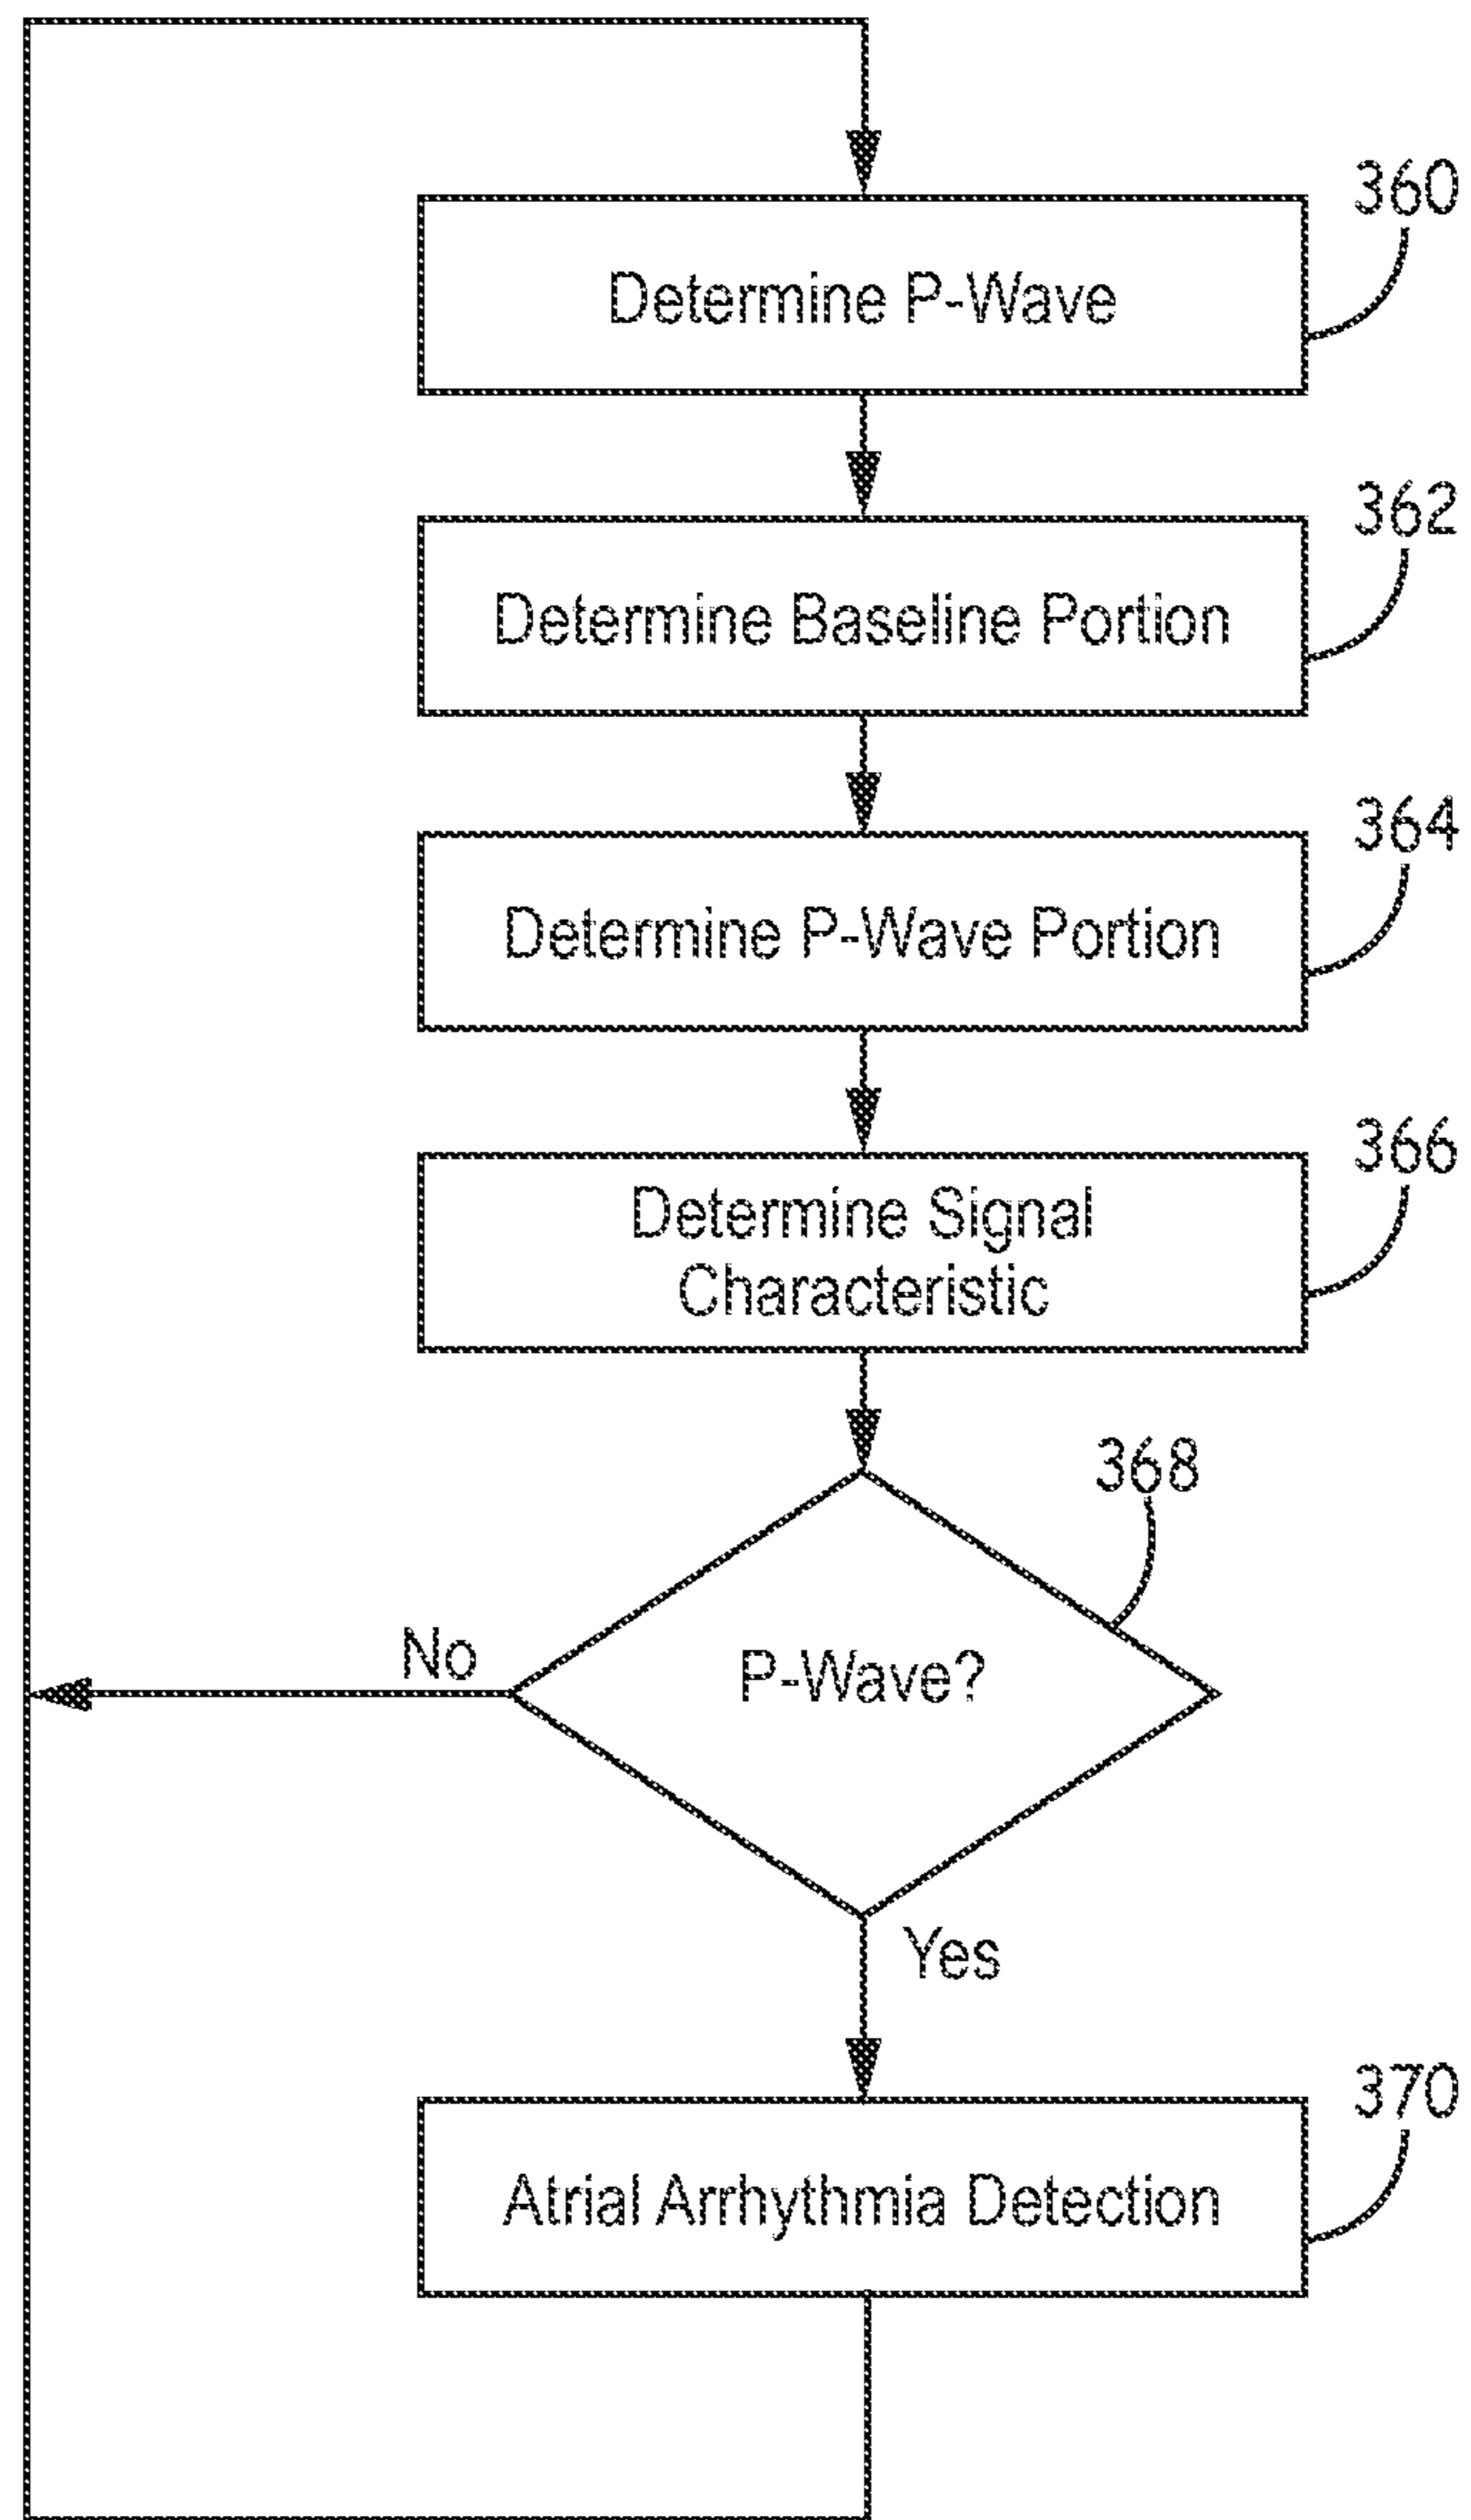 360
Determine P-Wave
362
Determine Baseline Portion
364
Determine P-Wave Portion
366
Determine Signal
Characteristic
368
No
P-Wave?
Yes
370
Atrial Arrhythmia Detection